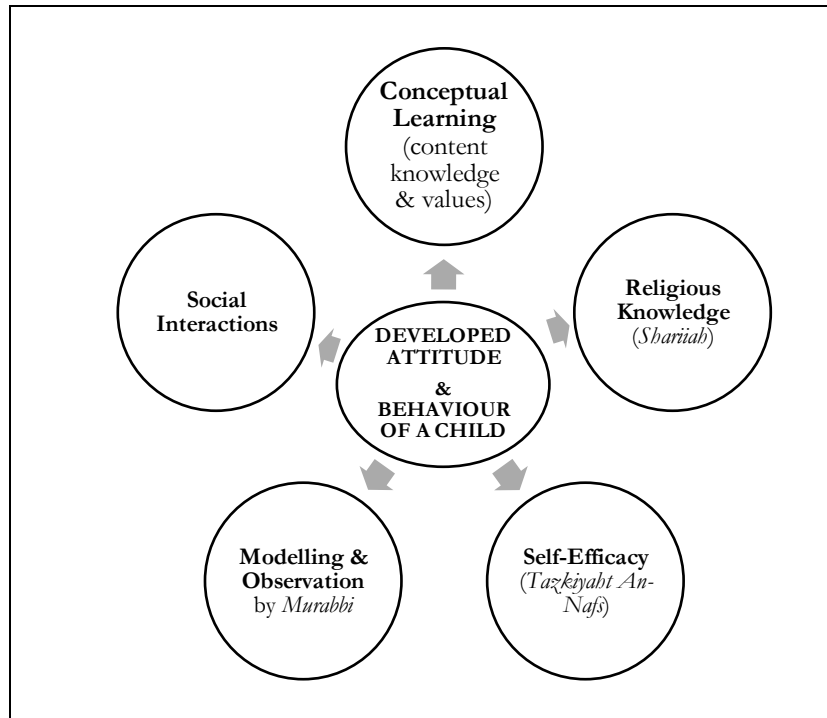 Conceptual
Learning
(content
knowledge
& values)
Social
Interactions
Religious
Knowledge
(Shariiah)
DEVELOPED
ATTITUDE
&
BEHAVIOUR
OF A CHILD
Modelling &
Observation
by Murabbi
Self-Efficacy
(Tazkiyaht An-
Nafs)